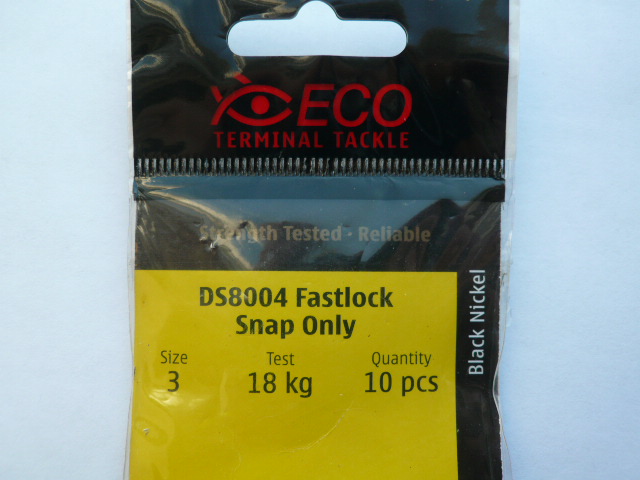 ECO
TERMINAL TACKLE
Strength Tested · Reliable
DS8004 Fastlock
Snap Only
Size Test Quantity
3 18 kg 10 pcs
Black Nickel